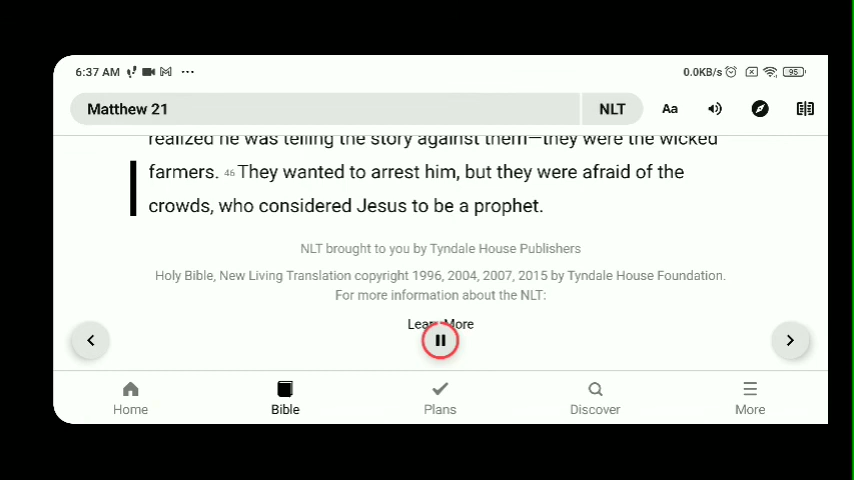 6:37 AM ... 0.0KB/s 95
Matthew 21 NLT Aa
realized he was telling the story against them—they were the wicked
farmers. 46 They wanted to arrest him, but they were afraid of the
crowds, who considered Jesus to be a prophet.
NLT brought to you by Tyndale House Publishers
Holy Bible, New Living Translation copyright 1996, 2004, 2007, 2015 by Tyndale House Foundation.
For more information about the NLT:
Learn More
Home Bible Plans Discover More